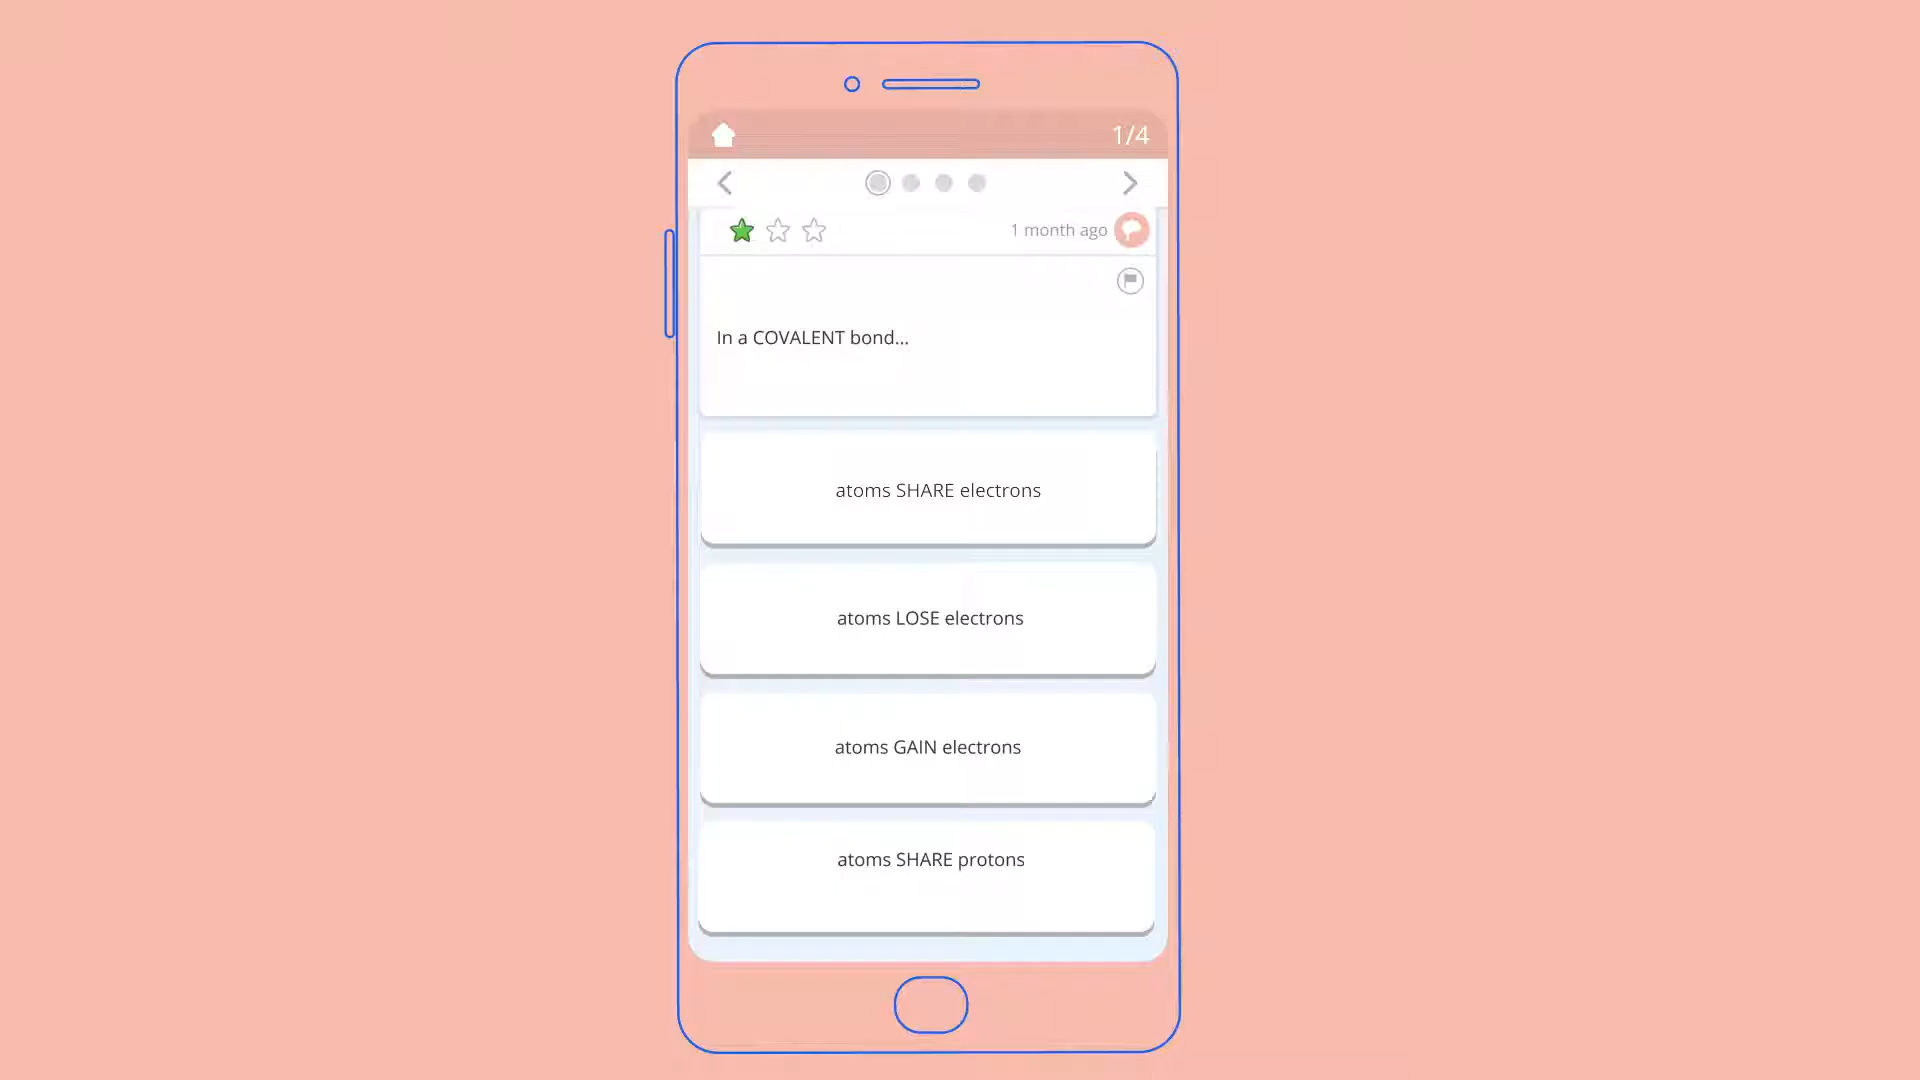 1/4
1 month ago
In a COVALENT bond...
atoms SHARE electrons
atoms LOSE electrons
atoms GAIN electrons
atoms SHARE protons